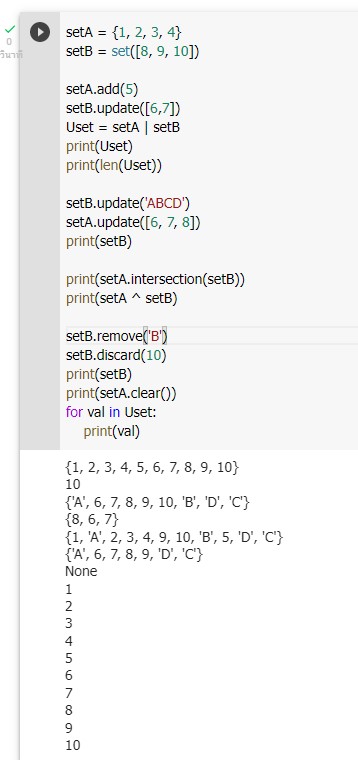 0
วินาที
setA = {1, 2, 3, 4}
setB = set([8, 9, 10])
setA.add(5)
setB.update([6,7])
Uset = setA | setB
print(Uset)
print(len(Uset))
setB.update('ABCD')
setA.update([6, 7, 8])
print(setB)
print(setA.intersection(setB))
print(setA ^ setB)
setB.remove('B')
setB.discard(10)
print(setB)
print(setA.clear())
for val in Uset:
    print(val)
{1, 2, 3, 4, 5, 6, 7, 8, 9, 10}
10
{'A', 6, 7, 8, 9, 10, 'B', 'D', 'C'}
{8, 6, 7}
{1, 'A', 2, 3, 4, 9, 10, 'B', 5, 'D', 'C'}
{'A', 6, 7, 8, 9, 'D', 'C'}
None
1
2
3
4
5
6
7
8
9
10